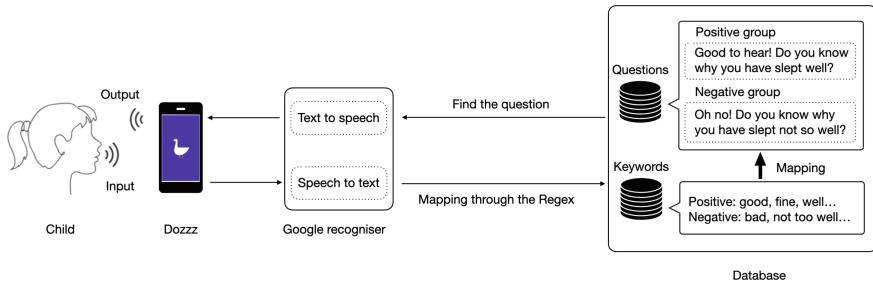 Output
Input
Child
Dozzz
Text to speech
Speech to text
Google recogniser
Find the question
Mapping through the Regex
Questions
Positive group
Good to hear! Do you know
why you have slept well?
Negative group
Oh no! Do you know why
you have slept not so well?
Mapping
Keywords
Positive: good, fine, well…
Negative: bad, not too well…
Database